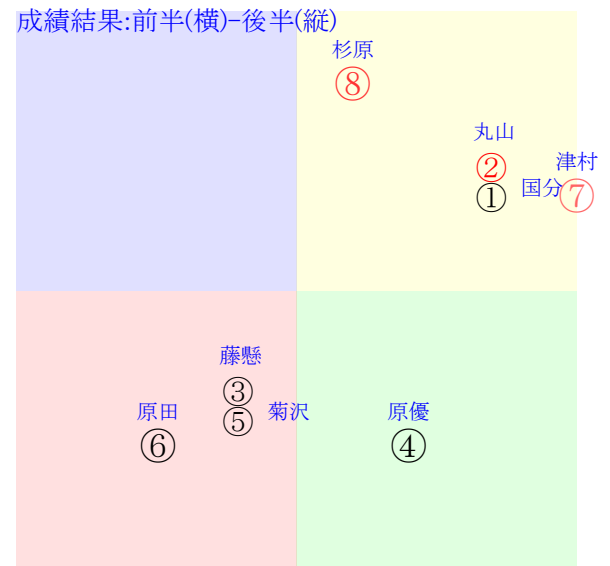 成績結果:前半(横)-後半(縦)
杉原
⑧
丸山
②
津村
国分
⑦
①
藤懸
③
原田
菊沢
原優
⑤
⑥
④